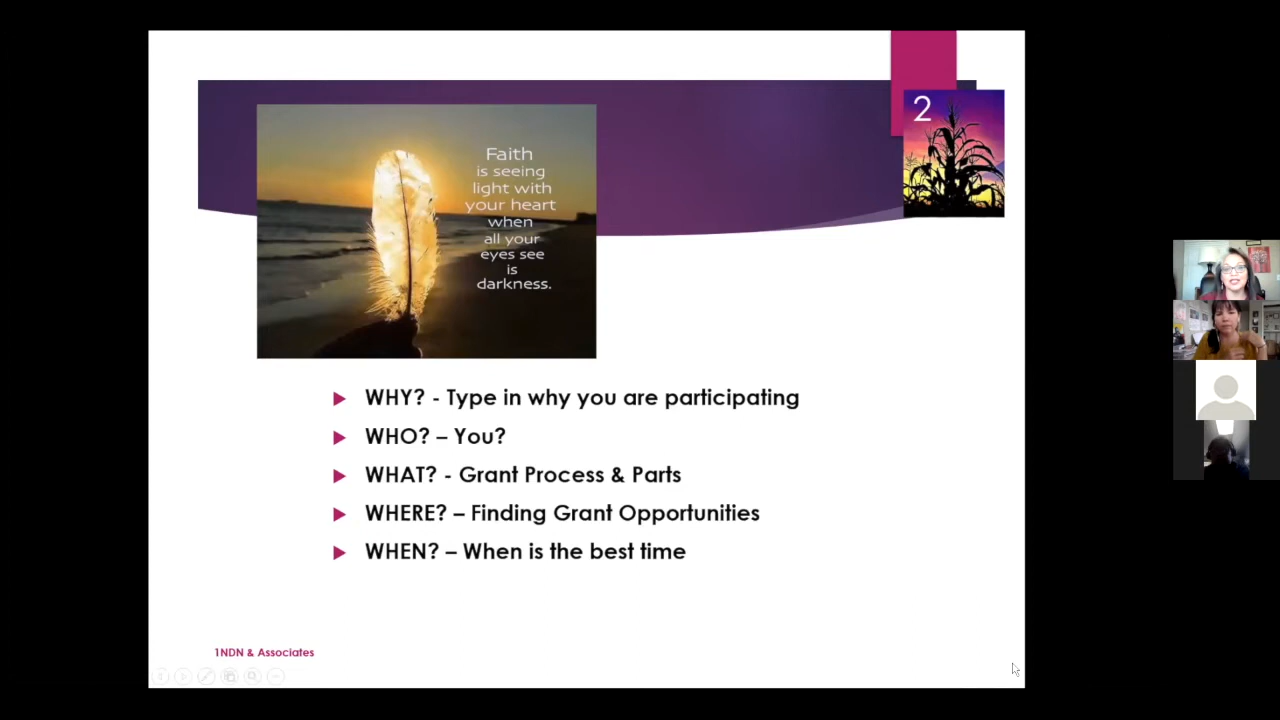 2
Faith
is seeing
light with
your heart
when
all your
eyes see
is
darkness.
WHY? - Type in why you are participating
WHO? – You?
WHAT? - Grant Process & Parts
WHERE? – Finding Grant Opportunities
WHEN? – When is the best time
1NDN & Associates